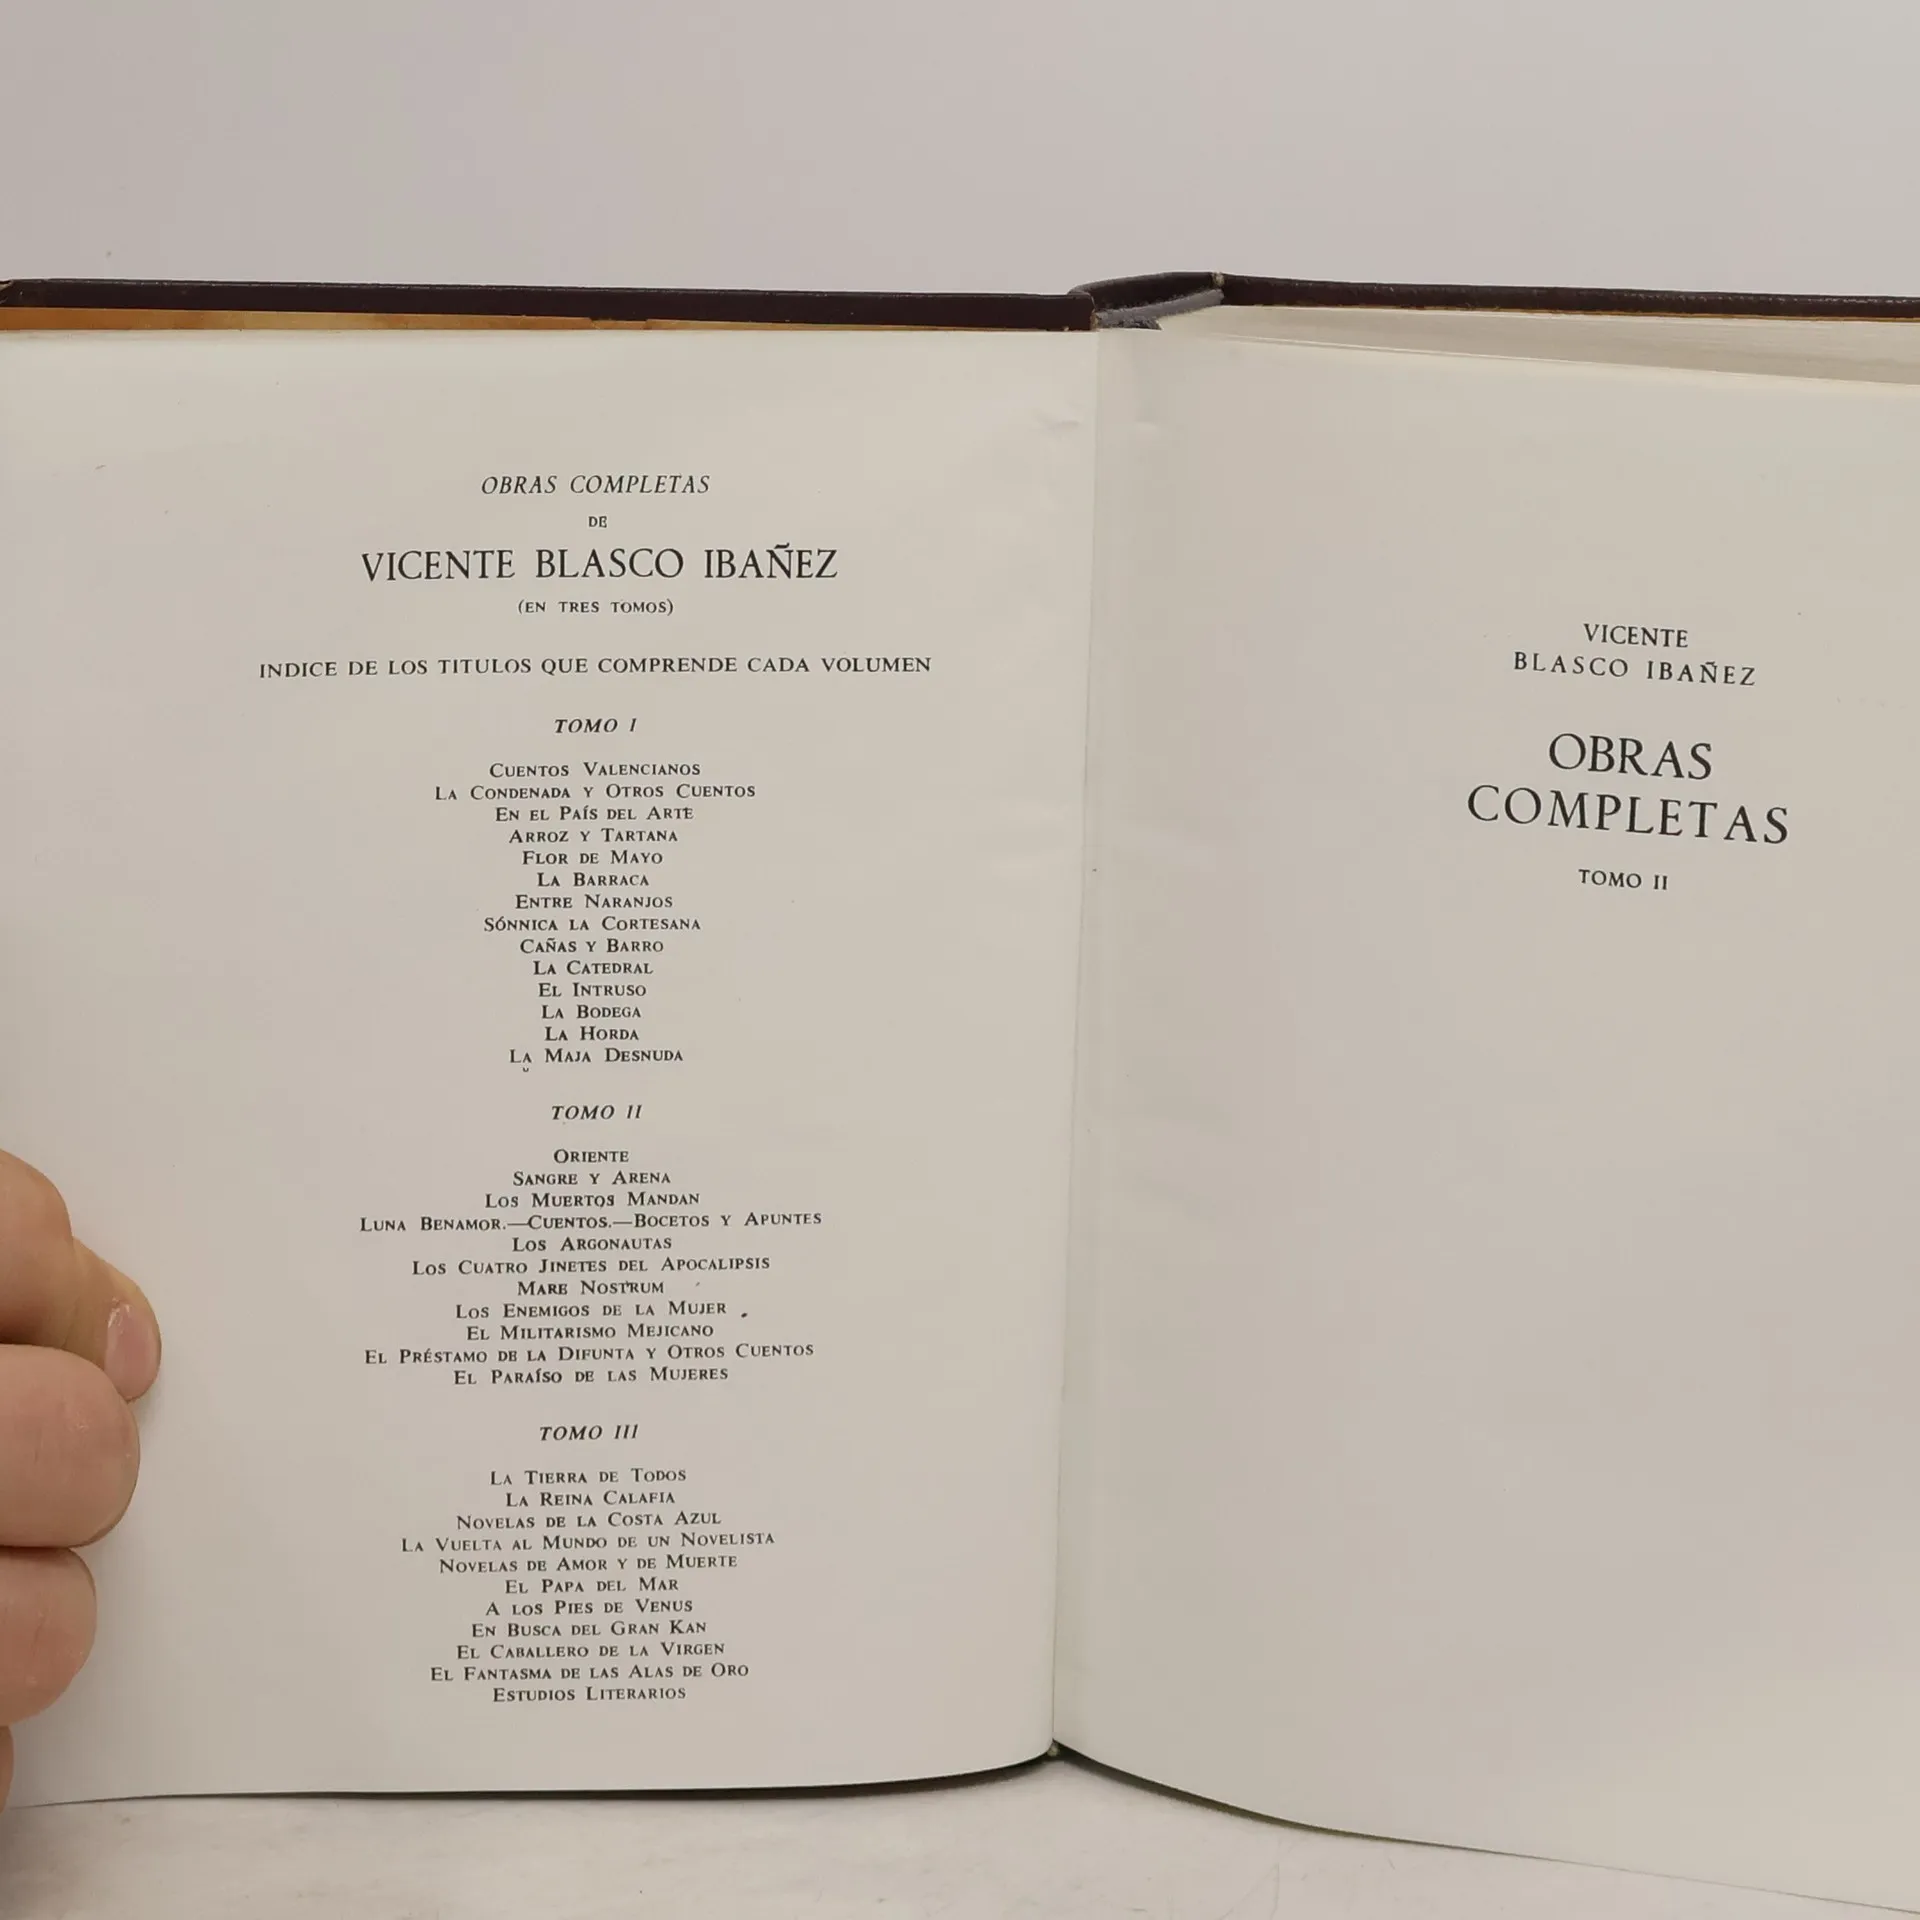 OBRAS COMPLETAS
DE
VICENTE BLASCO IBAÑEZ
(EN TRES TOMOS)
INDICE DE LOS TITULOS QUE COMPRENDE CADA VOLUMEN
TOMO I
CUENTOS VALENCIANOS
LA CONDENADA Y OTROS CUENTOS
EN EL PAÍS DEL ARTE
ARROZ Y TARTANA
FLOR DE MAYO
LA BARRACA
ENTRE NARANJOS
SÓNNICA LA CORTESANA
CAÑAS Y BARRO
LA CATEDRAL
EL INTRUSO
LA BODEGA
LA HORDA
LA MAJA DESNUDA
TOMO II
ORIENTE
SANGRE Y ARENA
LOS MUERTOS MANDAN
LUNA BENAMOR.—CUENTOS.—BOCETOS Y APUNTES
LOS ARGONAUTAS
LOS CUATRO JINETES DEL APOCALIPSIS
MARE NOSTRUM
LOS ENEMIGOS DE LA MUJER
EL MILITARISMO MEJICANO
EL PRÉSTAMO DE LA DIFUNTA Y OTROS CUENTOS
EL PARAÍSO DE LAS MUJERES
TOMO III
LA TIERRA DE TODOS
LA REINA CALAFIA
NOVELAS DE LA COSTA AZUL
LA VUELTA AL MUNDO DE UN NOVELISTA
NOVELAS DE AMOR Y DE MUERTE
EL PAPA DEL MAR
A LOS PIES DE VENUS
EN BUSCA DEL GRAN KAN
EL CABALLERO DE LA VIRGEN
EL FANTASMA DE LAS ALAS DE ORO
ESTUDIOS LITERARIOS
VICENTE
BLASCO IBAÑEZ
OBRAS
COMPLETAS
TOMO II